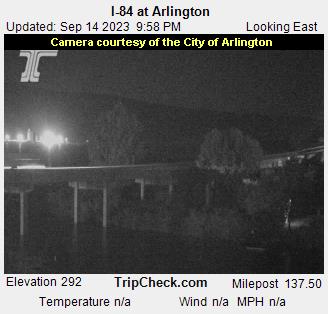 I-84 at Arlington
Updated: Sep 14 2023 9:58 PM Looking East
Camera courtesy of the City of Arlington
Elevation 292 TripCheck.com Milepost 137.50
Temperature n/a Wind n/a MPH n/a